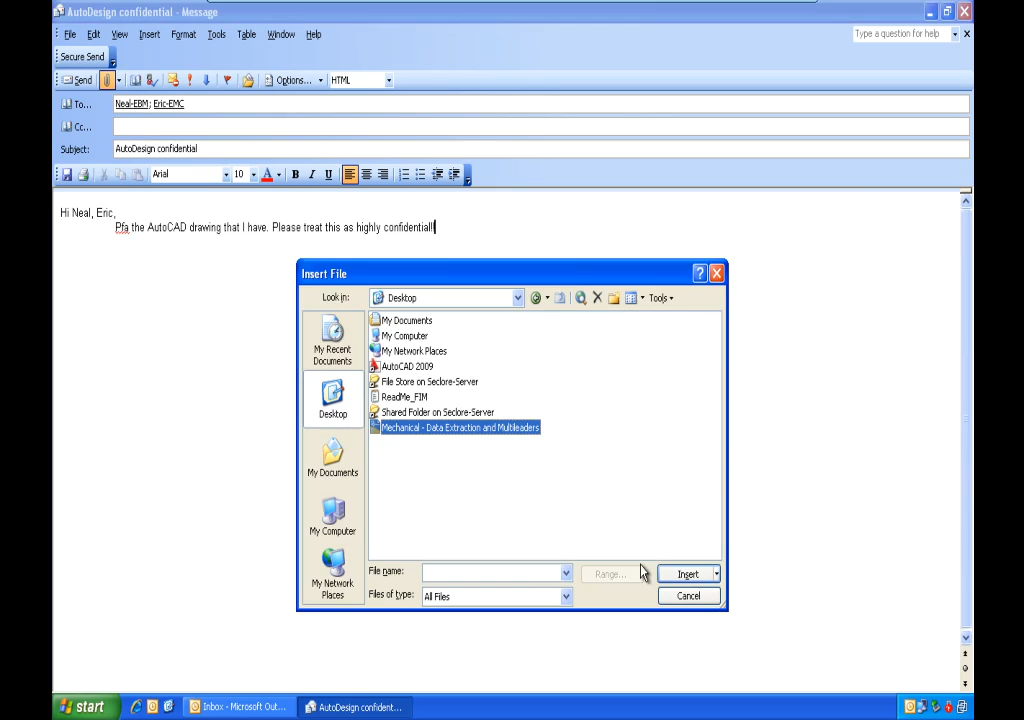 AutoDesign confidential - Message
File Edit View Insert Format Tools Table Window Help
Type a question for help
Secure Send
Send Options... HTML
To... Neal-EBM; Eric-EMC
Cc...
Subject: AutoDesign confidential
Arial 10 A B I U
Hi Neal, Eric,
Pfa the AutoCAD drawing that I have. Please treat this as highly confidential!
Insert File
Look in: Desktop Tools
My Recent Documents
Desktop
My Documents
My Computer
My Network Places
My Documents
My Computer
My Network Places
AutoCAD 2009
File Store on Seclore-Server
ReadMe_FIM
Shared Folder on Seclore-Server
Mechanical - Data Extraction and Multileaders
File name: Range... Insert
Files of type: All Files Cancel
start Inbox - Microsoft Out... AutoDesign confident...